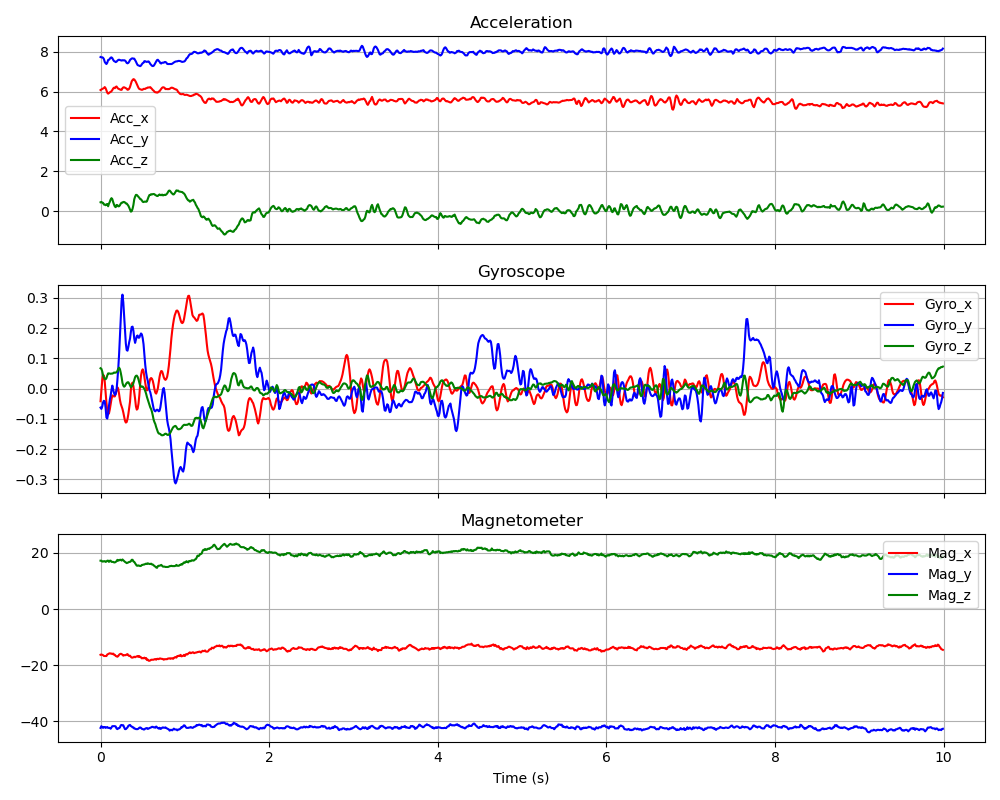 Acceleration
8
6
4
2
0
Acc_x
Acc_y
Acc_z
Gyroscope
0.3
0.2
0.1
0.0
−0.1
−0.2
−0.3
Gyro_x
Gyro_y
Gyro_z
Magnetometer
20
0
−20
−40
Mag_x
Mag_y
Mag_z
0 2 4 6 8 10
Time (s)